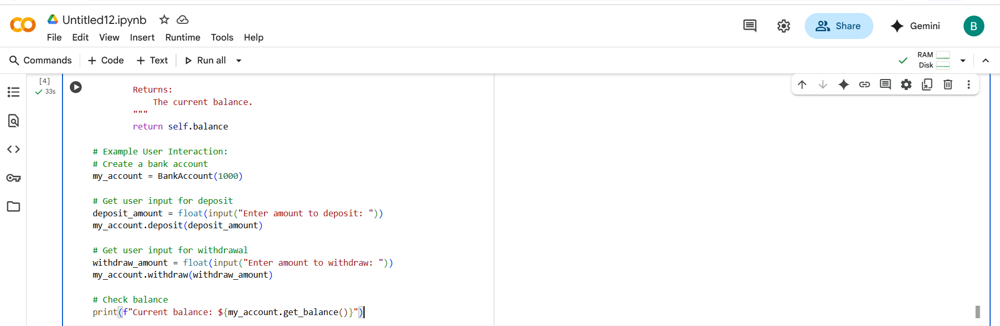 Untitled12.ipynb
File Edit View Insert Runtime Tools Help
Share
Gemini
B
Commands
+ Code + Text
Run all
RAM
Disk
[4]
33s
Returns:
The current balance.
"""
return self.balance
# Example User Interaction:
# Create a bank account
my_account = BankAccount(1000)
# Get user input for deposit
deposit_amount = float(input("Enter amount to deposit: "))
my_account.deposit(deposit_amount)
# Get user input for withdrawal
withdraw_amount = float(input("Enter amount to withdraw: "))
my_account.withdraw(withdraw_amount)
# Check balance
print(f"Current balance: ${my_account.get_balance()}")